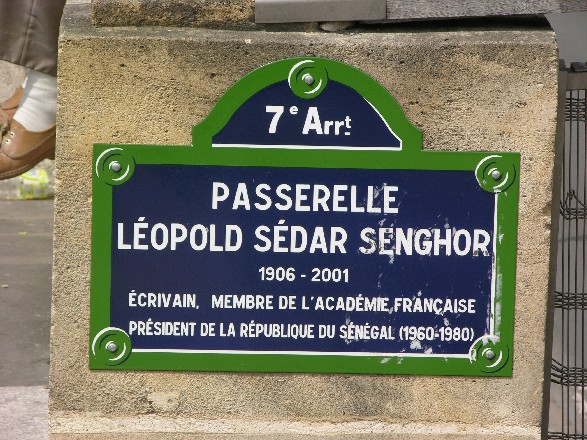 7e Arrt
PASSERELLE
LÉOPOLD SÉDAR SENGHOR
1906 - 2001
ÉCRIVAIN, MEMBRE DE L'ACADÉMIE FRANÇAISE
PRÉSIDENT DE LA RÉPUBLIQUE DU SÉNÉGAL (1960-1980)